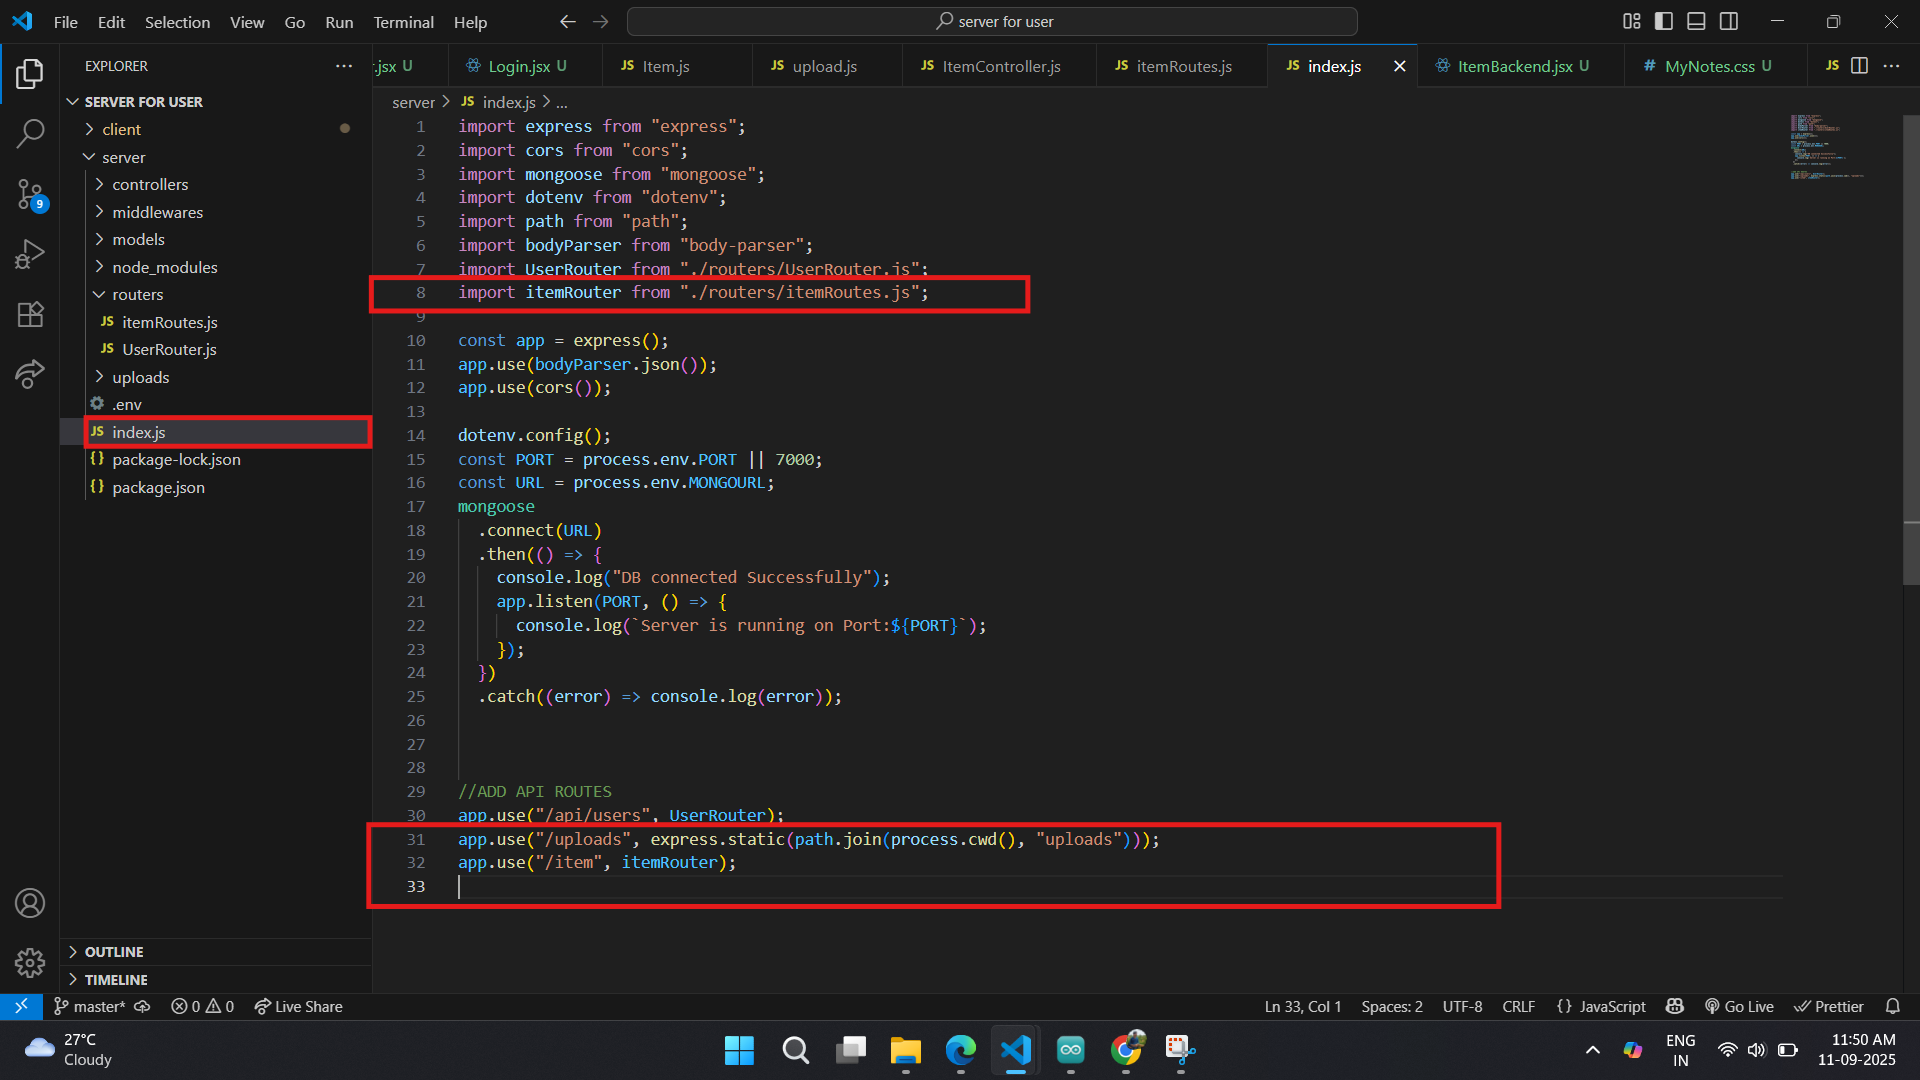 File Edit Selection View Go Run Terminal Help
server for user
EXPLORER
SERVER FOR USER
client
server
controllers
middlewares
models
node_modules
routers
JS itemRoutes.js
JS UserRouter.js
uploads
.env
JS index.js
{} package-lock.json
{} package.json
OUTLINE
TIMELINE
9
.jsx U
Login.jsx U
JS Item.js
JS upload.js
JS ItemController.js
JS itemRoutes.js
JS index.js
ItemBackend.jsx U
# MyNotes.css U
JS
server > JS index.js > ...
1 import express from "express";
2 import cors from "cors";
3 import mongoose from "mongoose";
4 import dotenv from "dotenv";
5 import path from "path";
6 import bodyParser from "body-parser";
7 import UserRouter from "./routers/UserRouter.js";
8 import itemRouter from "./routers/itemRoutes.js";
9
10 const app = express();
11 app.use(bodyParser.json());
12 app.use(cors());
13
14 dotenv.config();
15 const PORT = process.env.PORT || 7000;
16 const URL = process.env.MONGOURL;
17 mongoose
18 .connect(URL)
19 .then(() => {
20 console.log("DB connected Successfully");
21 app.listen(PORT, () => {
22 console.log(`Server is running on Port:${PORT}`);
23 });
24 })
25 .catch((error) => console.log(error));
26
27
28
29 //ADD API ROUTES
30 app.use("/api/users", UserRouter);
31 app.use("/uploads", express.static(path.join(process.cwd(), "uploads")));
32 app.use("/item", itemRouter);
33
master* 0 0 Live Share
Ln 33, Col 1 Spaces: 2 UTF-8 CRLF {} JavaScript Go Live Prettier
27°C
Cloudy
ENG
IN
11:50 AM
11-09-2025